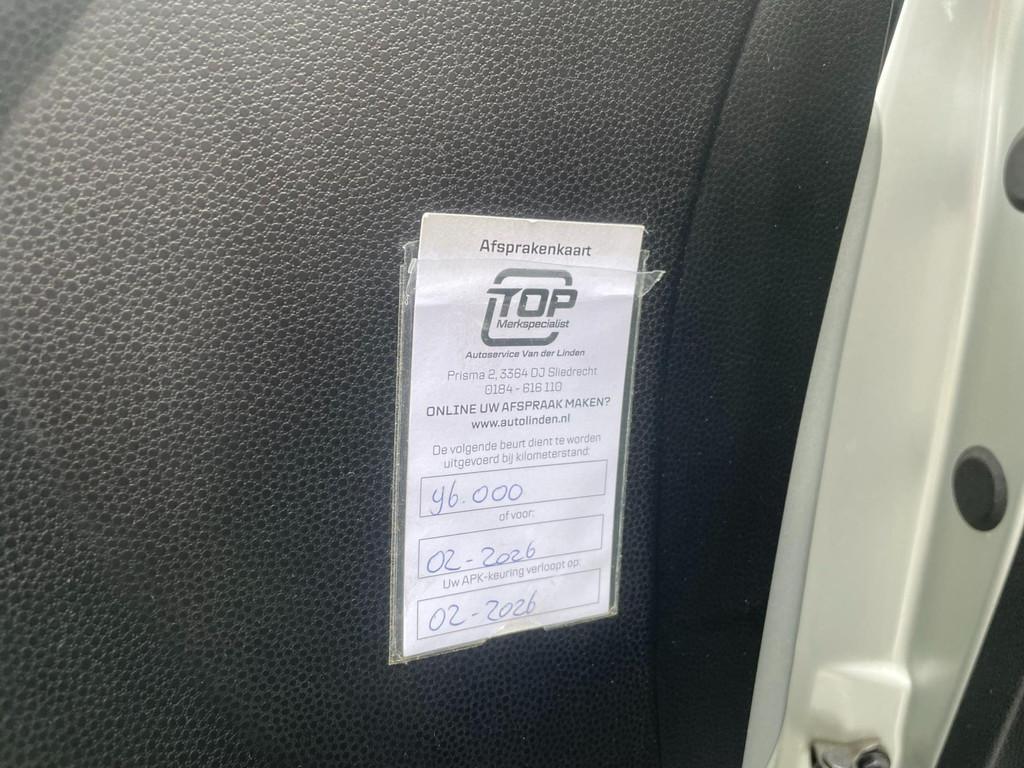 Afsprakenkaart
TOP
Merkspecialist
Autoservice Van der Linden
Prisma 2, 3364 DJ Sliedrecht
0184 - 616 110
ONLINE UW AFSPRAAK MAKEN?
www.autolinden.nl
De volgende beurt dient te worden
uitgevoerd bij kilometerstand:
96.000
of voor:
02-2026
Uw APK-keuring verloopt op:
02-2026